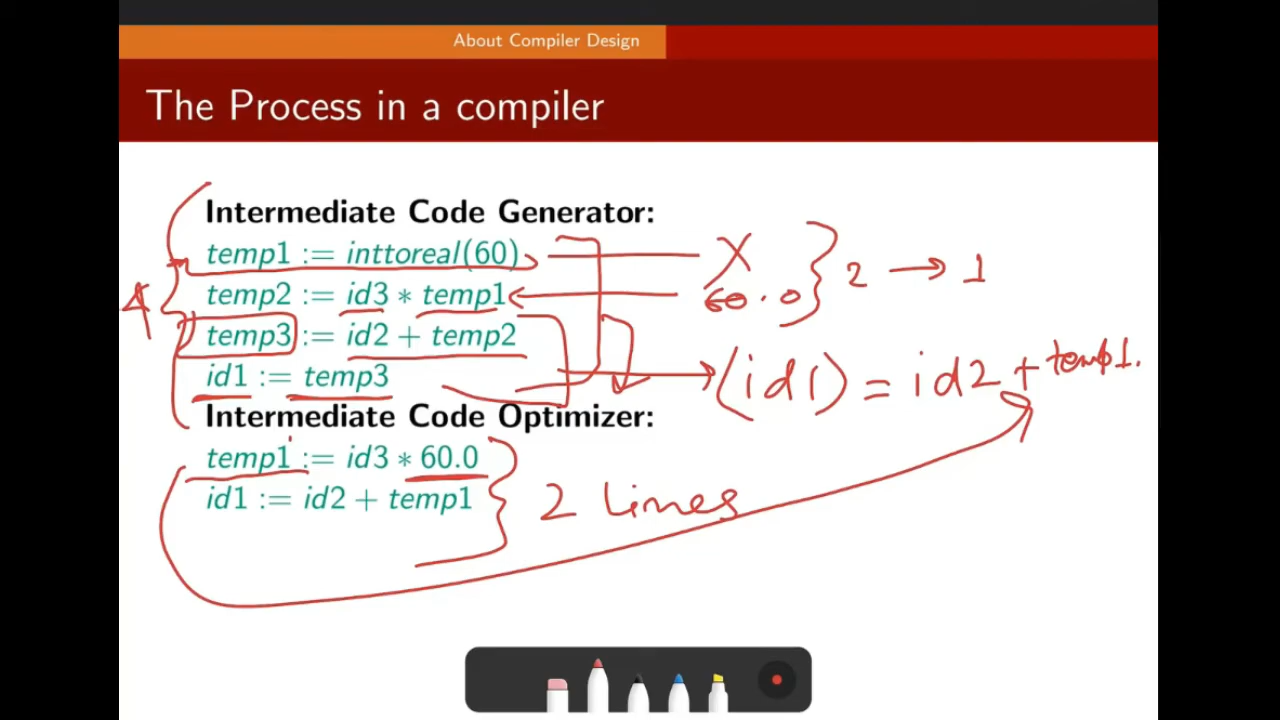 About Compiler Design
The Process in a compiler
Intermediate Code Generator:
temp1 := inttoreal(60)
X
temp2 := id3 * temp1
60.0
2 → 1
4
temp3 := id2 + temp2
id1 := temp3
(id1) = id2 + temp1.
Intermediate Code Optimizer:
temp1 := id3 * 60.0
id1 := id2 + temp1
2 lines